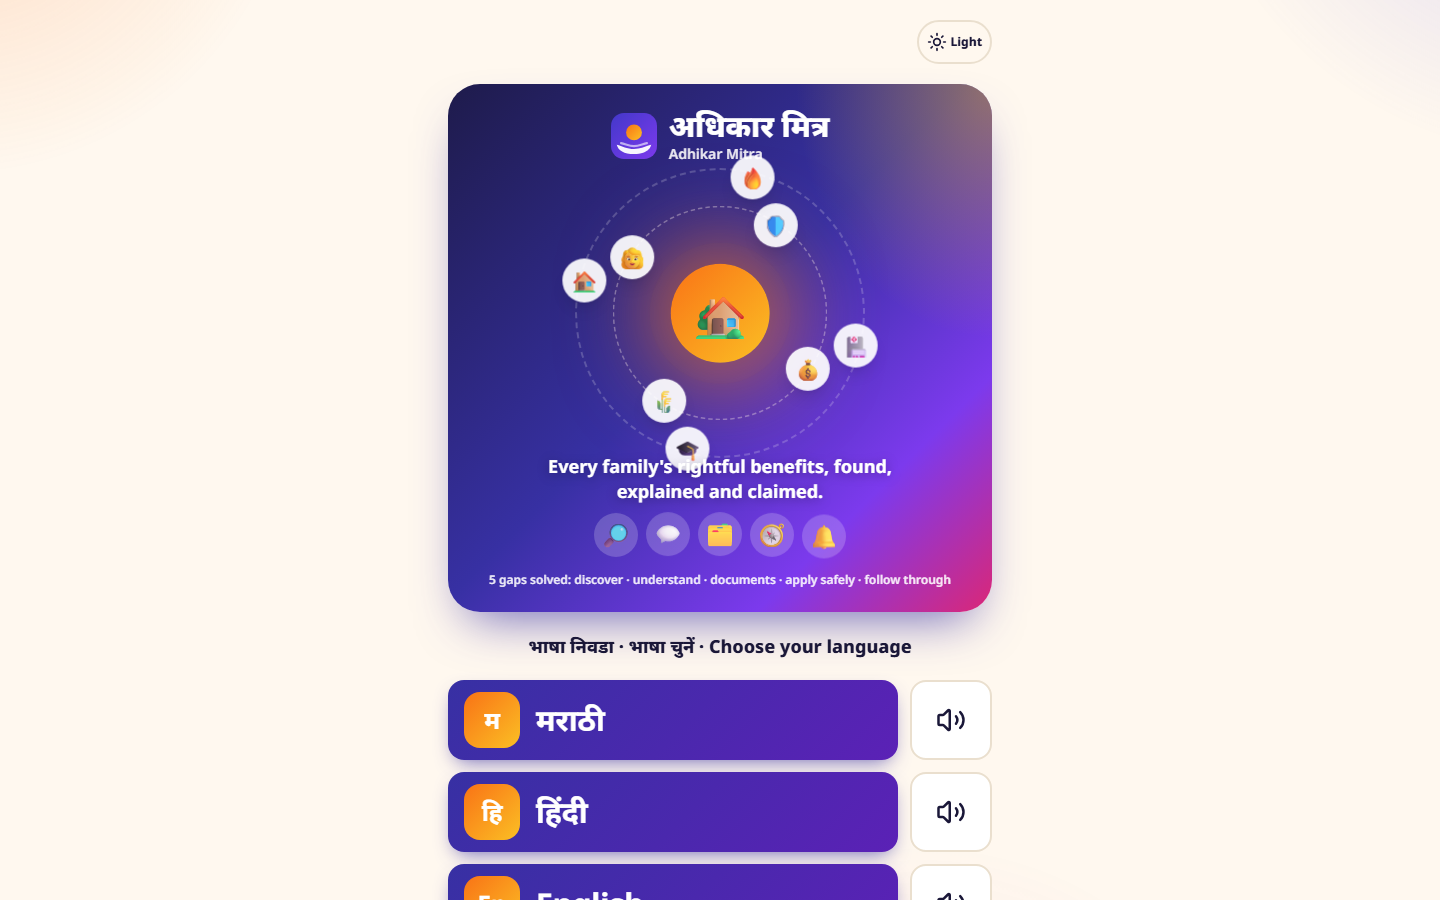 Light
अधिकार मित्र
Adhikar Mitra
Every family's rightful benefits, found,
explained and claimed.
5 gaps solved: discover · understand · documents · apply safely · follow through
भाषा निवडा · भाषा चुनें · Choose your language
म
मराठी
हि
हिंदी
English